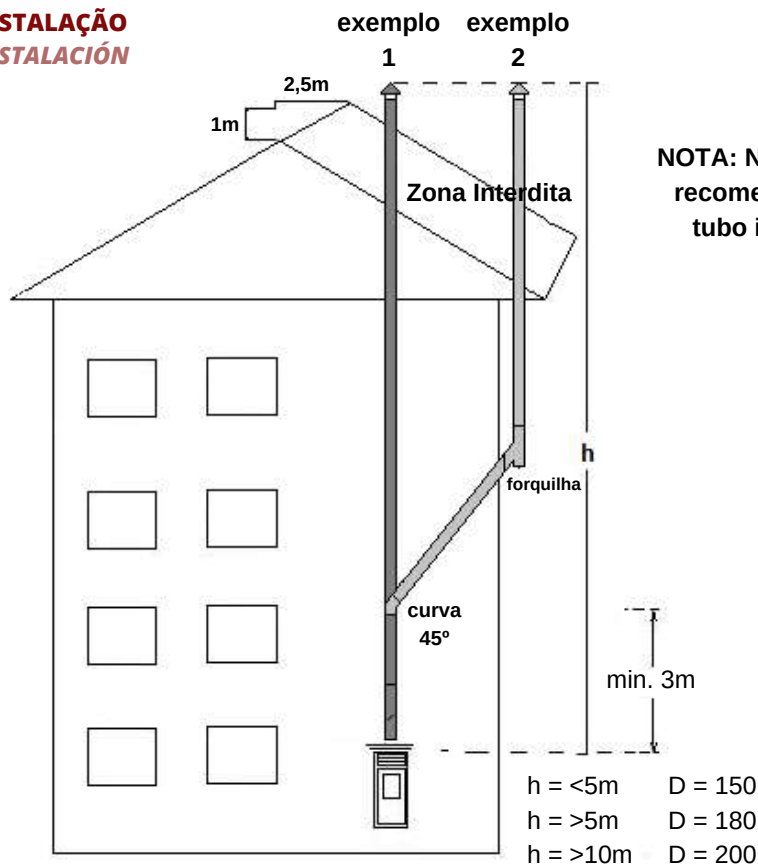 STALAÇÃO
STALACIÓN
exemplo
1
exemplo
2
2,5m
1m
Zona Interdita
NOTA: N
recome
tubo i
h
forquilha
curva
45º
min. 3m
h = <5m D = 150
h = >5m D = 180
h = >10m D = 200